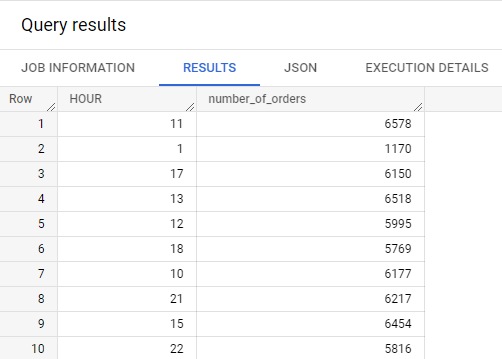 Query results
JOB INFORMATION RESULTS JSON EXECUTION DETAILS
Row HOUR number_of_orders
1 11 6578
2 1 1170
3 17 6150
4 13 6518
5 12 5995
6 18 5769
7 10 6177
8 21 6217
9 15 6454
10 22 5816